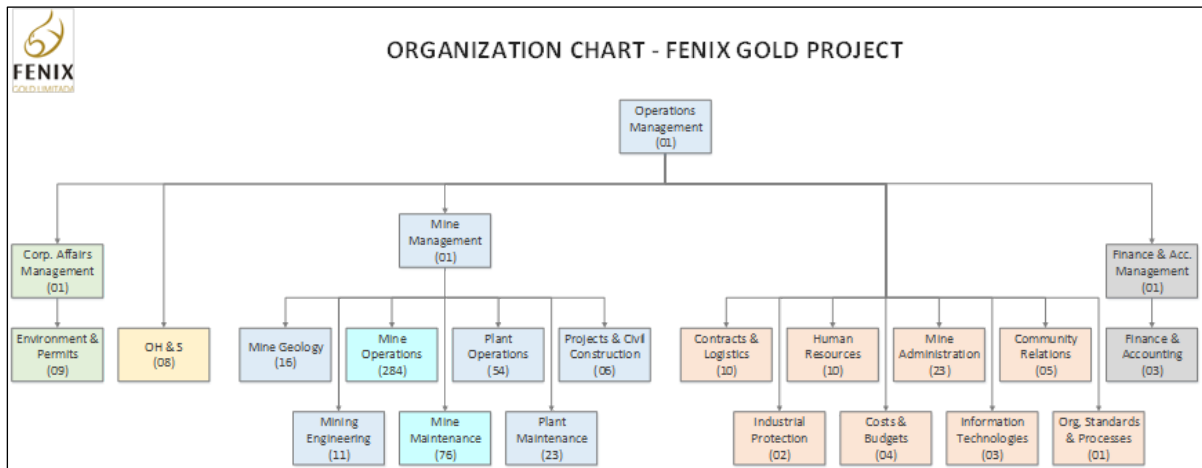 FENIX
GOLD LIMITADA
ORGANIZATION CHART - FENIX GOLD PROJECT
Operations
Management
(01)
Mine
Management
(01)
Corp. Affairs
Management
(01)
Finance & Acc.
Management
(01)
Environment &
Permits
(09)
OH & S
(08)
Mine Geology
(16)
Mine
Operations
(284)
Plant
Operations
(54)
Projects & Civil
Construction
(06)
Contracts &
Logistics
(10)
Human
Resources
(10)
Mine
Administration
(23)
Community
Relations
(05)
Finance &
Accounting
(03)
Mining
Engineering
(11)
Mine
Maintenance
(76)
Plant
Maintenance
(23)
Industrial
Protection
(02)
Costs &
Budgets
(04)
Information
Technologies
(03)
Org, Standards
& Processes
(01)